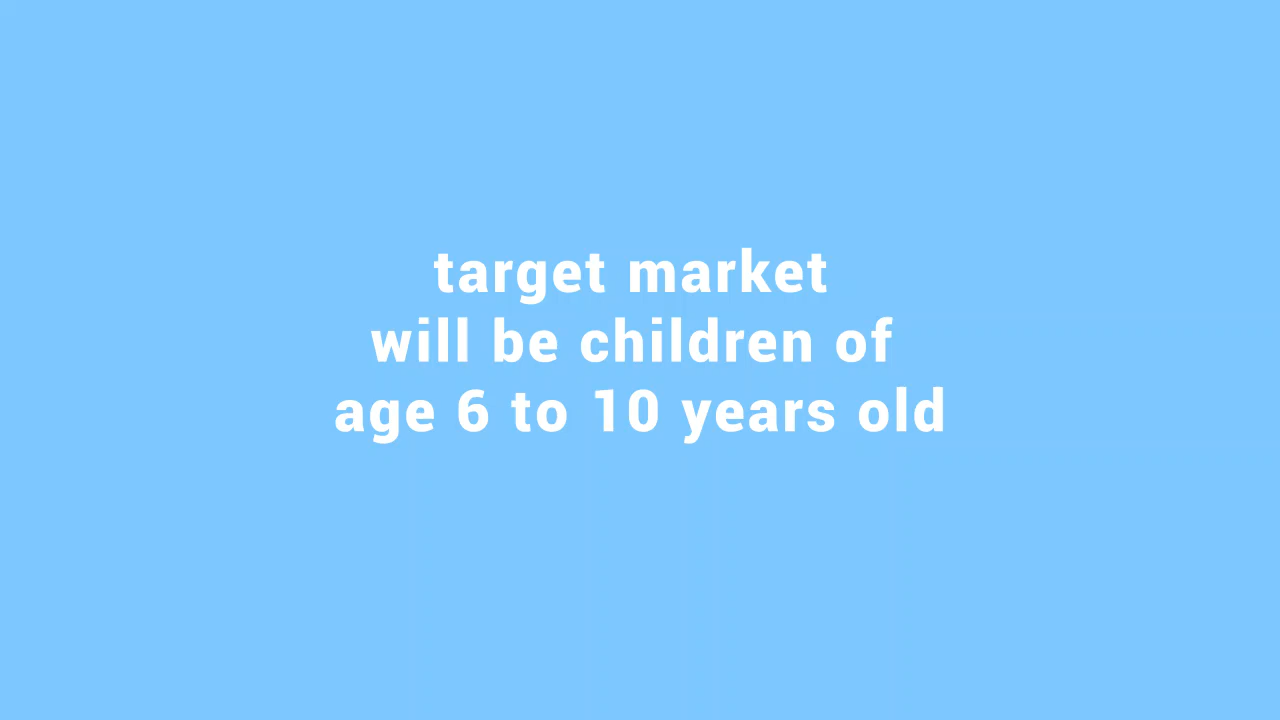 target market
will be children of
age 6 to 10 years old